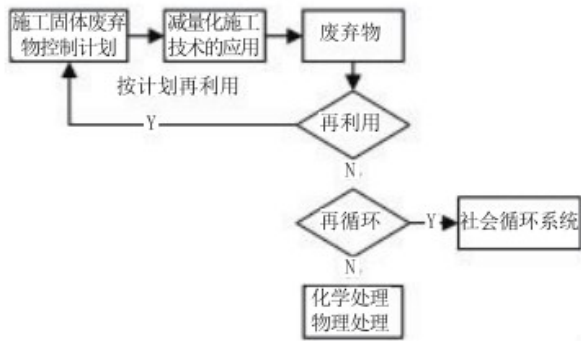 施工固体废弃
物控制计划
减量化施工
技术的应用
废弃物
按计划再利用
Y
再利用
N
再循环
Y
社会循环系统
N
化学处理
物理处理